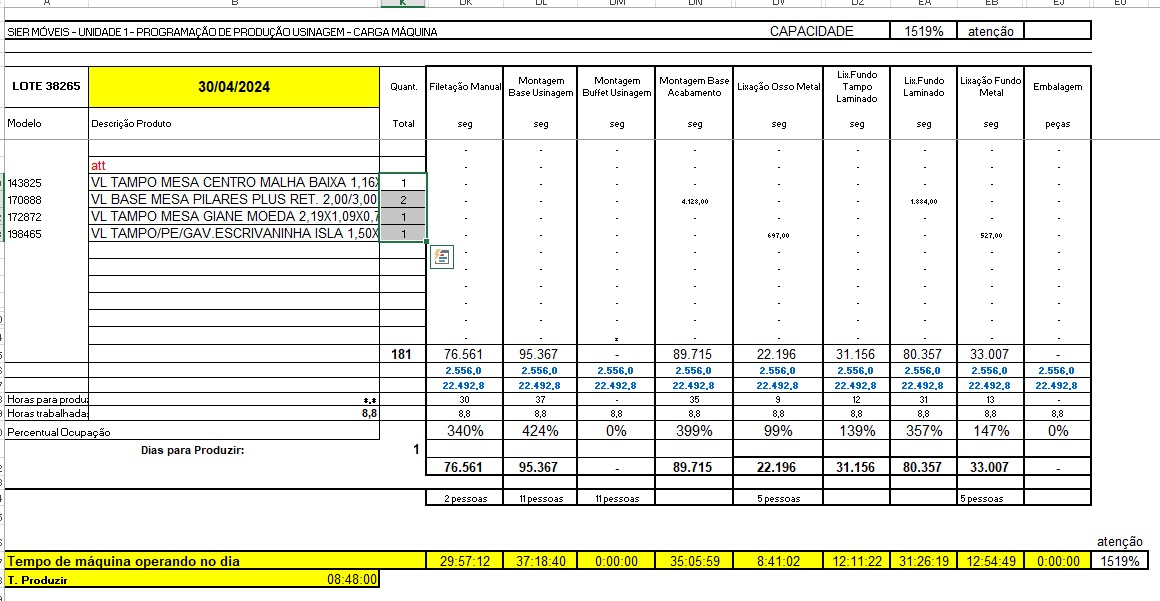 A B K DK DL DM DN DV DZ EA EB EJ EU
SIER MÓVEIS - UNIDADE 1 - PROGRAMAÇÃO DE PRODUÇÃO USINAGEM - CARGA MÁQUINA CAPACIDADE 1519% atenção
LOTE 38265 30/04/2024 Quant. Filetação Manual Montagem Base Usinagem Montagem Buffet Usinagem Montagem Base Acabamento Lixação Osso Metal Lix.Fundo Tampo Laminado Lix.Fundo Laminado Lixação Fundo Metal Embalagem
Modelo Descrição Produto Total seg seg seg seg seg seg seg seg peças
- - - - - - - - -
att - - - - - - - - -
143825 VL TAMPO MESA CENTRO MALHA BAIXA 1,16X 1 - - - - - - - - -
170888 VL BASE MESA PILARES PLUS RET. 2,00/3,00 2 - - - 4.128,00 - - 1.884,00 - -
172872 VL TAMPO MESA GIANE MOEDA 2,19X1,09X0,7 1 - - - - - - - - -
198465 VL TAMPO/PE/GAV.ESCRIVANINHA ISLA 1,50X 1 - - - - 697,00 - - 527,00 -
- - - - - - - - -
- - - - - - - - -
- - - - - - - - -
- - - - - - - - -
- - - - - - - - -
- - - - - - - -
181 76.561 95.367 - 89.715 22.196 31.156 80.357 33.007 -
2.556,0 2.556,0 2.556,0 2.556,0 2.556,0 2.556,0 2.556,0 2.556,0 2.556,0
22.492,8 22.492,8 22.492,8 22.492,8 22.492,8 22.492,8 22.492,8 22.492,8 22.492,8
Horas para produz *,* 30 37 - 35 9 12 31 13 -
Horas trabalhadas 8,8 8,8 8,8 8,8 8,8 8,8 8,8 8,8 8,8 8,8
Percentual Ocupação 340% 424% 0% 399% 99% 139% 357% 147% 0%
Dias para Produzir: 1
76.561 95.367 - 89.715 22.196 31.156 80.357 33.007 -
2 pessoas 11 pessoas 11 pessoas 5 pessoas 5 pessoas
atenção
Tempo de máquina operando no dia 29:57:12 37:18:40 0:00:00 35:05:59 8:41:02 12:11:22 31:26:19 12:54:49 0:00:00 1519%
T. Produzir 08:48:00